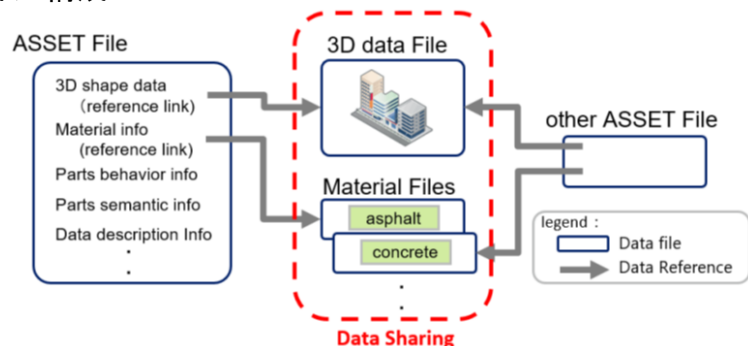 ASSET File
3D shape data
(reference link)
Material info
(reference link)
Parts behavior info
Parts semantic info
Data description Info
3D data File
Material Files
asphalt
concrete
Data Sharing
other ASSET File
legend :
Data file
Data Reference